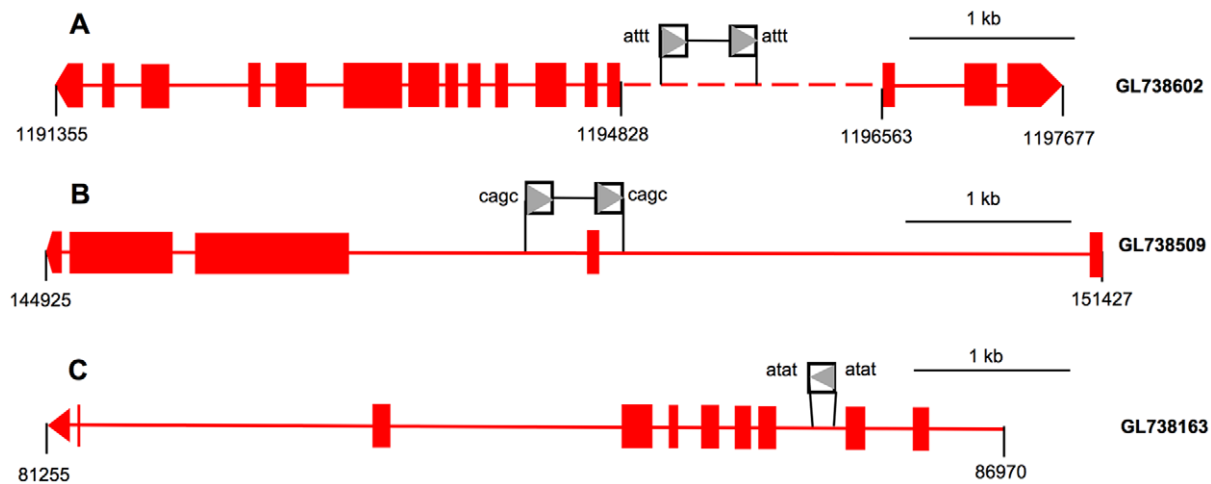 A
attt
attt
1 kb
GL738602
1191355
1194828
1196563
1197677
B
cagc
cagc
1 kb
GL738509
144925
151427
C
atat
atat
1 kb
GL738163
81255
86970